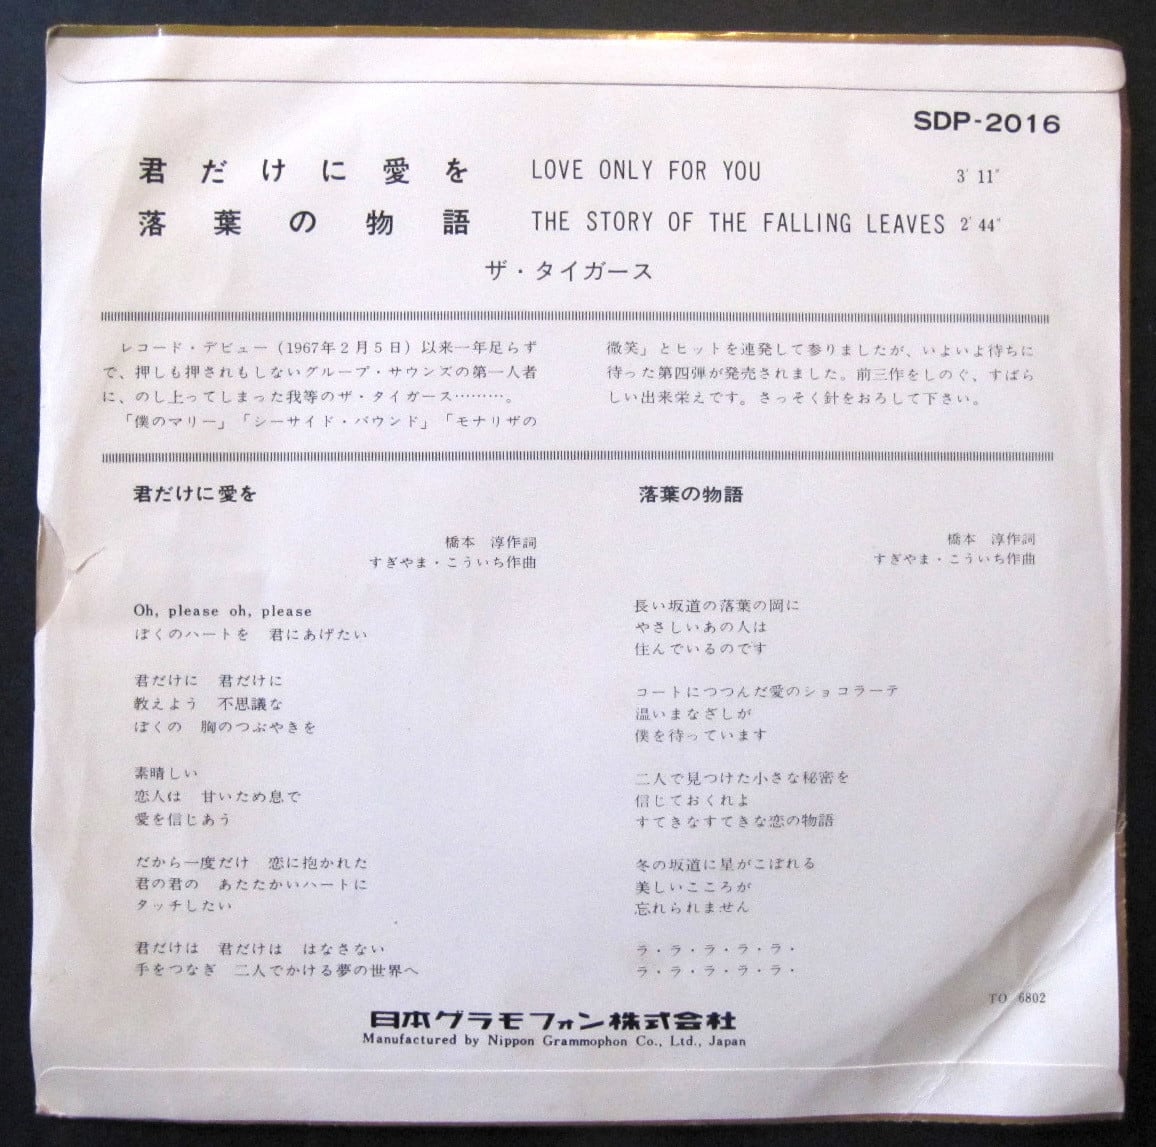 SDP-2016
君だけに愛を LOVE ONLY FOR YOU 3′ 11″
落葉の物語 THE STORY OF THE FALLING LEAVES 2′ 44″
ザ・タイガース
レコード・デビュー（1967年２月５日）以来一年足らず
で、押しも押されもしないグループ・サウンズの第一人者
に、のし上ってしまった我等のザ・タイガース………。
「僕のマリー」「シーサイド・バウンド」「モナリザの
微笑」とヒットを連発して参りましたが、いよいよ待ちに
待った第四弾が発売されました。前三作をしのぐ、すばら
しい出来栄えです。さっそく針をおろして下さい。
君だけに愛を
橋本　淳作詞
すぎやま・こういち作曲
Oh, please oh, please
ぼくのハートを　君にあげたい
君だけに　君だけに
教えよう　不思議な
ぼくの　胸のつぶやきを
素晴しい
恋人は　甘いため息で
愛を信じあう
だから一度だけ　恋に抱かれた
君の君の　あたたかいハートに
タッチしたい
君だけは　君だけは　はなさない
手をつなぎ　二人でかける夢の世界へ
落葉の物語
橋本　淳作詞
すぎやま・こういち作曲
長い坂道の落葉の岡に
やさしいあの人は
住んでいるのです
コートにつつんだ愛のショコラーテ
温いまなざしが
僕を待っています
二人で見つけた小さな秘密を
信じておくれよ
すてきなすてきな恋の物語
冬の坂道に星がこぼれる
美しいこころが
忘れられません
ラ・ラ・ラ・ラ・ラ・
ラ・ラ・ラ・ラ・ラ・
TO 6802
日本グラモフォン株式会社
Manufactured by Nippon Grammophon Co., Ltd., Japan